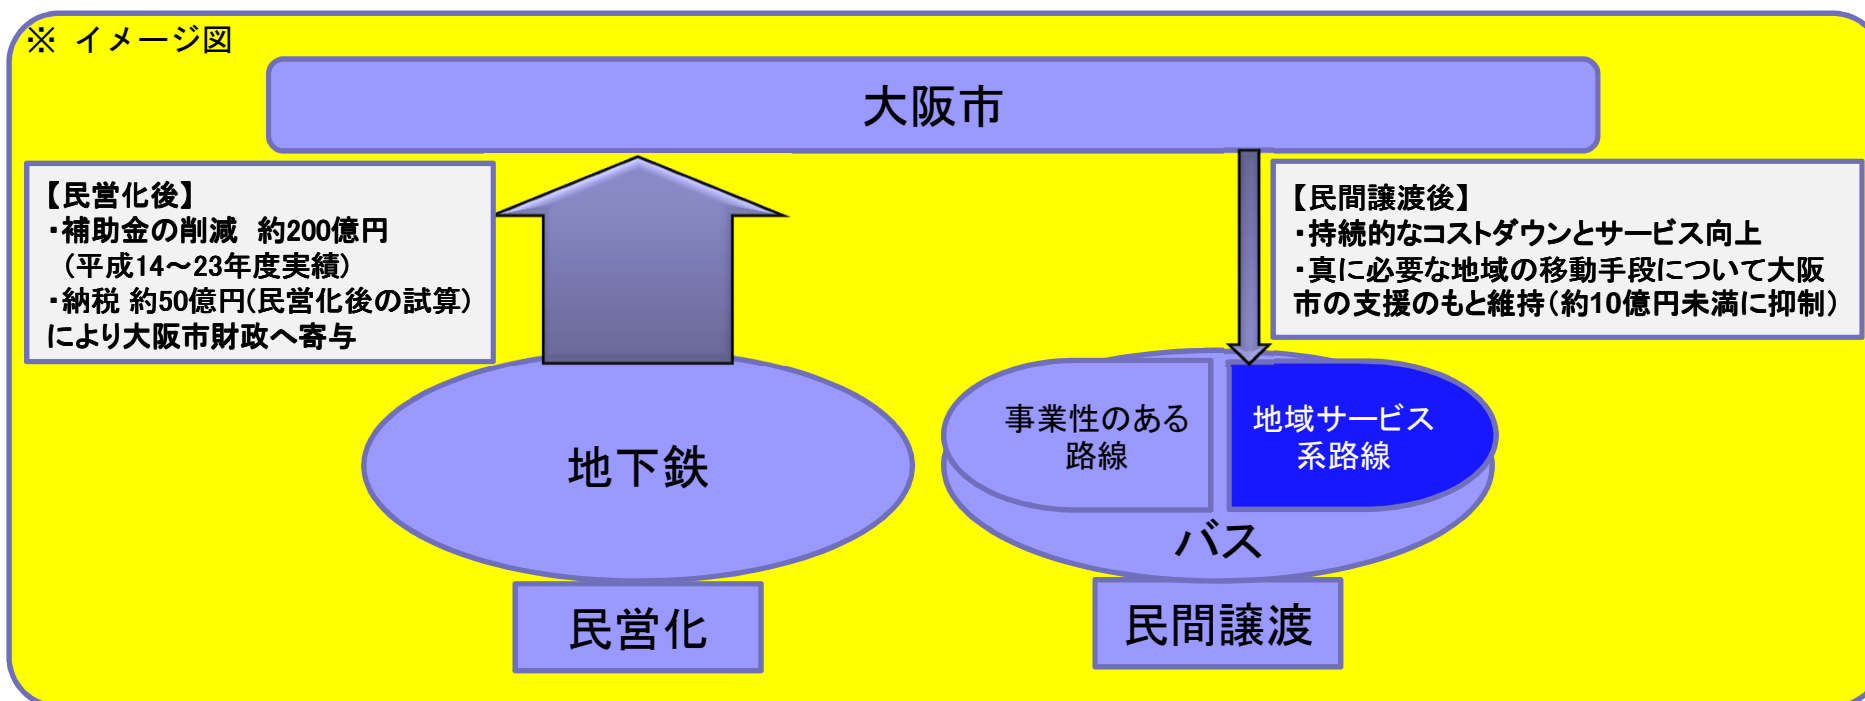 ※ イメージ図
大阪市
【民営化後】
・補助金の削減　約200億円
（平成14～23年度実績）
・納税 約50億円(民営化後の試算)
により大阪市財政へ寄与
【民間譲渡後】
・持続的なコストダウンとサービス向上
・真に必要な地域の移動手段について大阪
市の支援のもと維持（約10億円未満に抑制）
地下鉄
事業性のある
路線
地域サービス
系路線
バス
民営化
民間譲渡